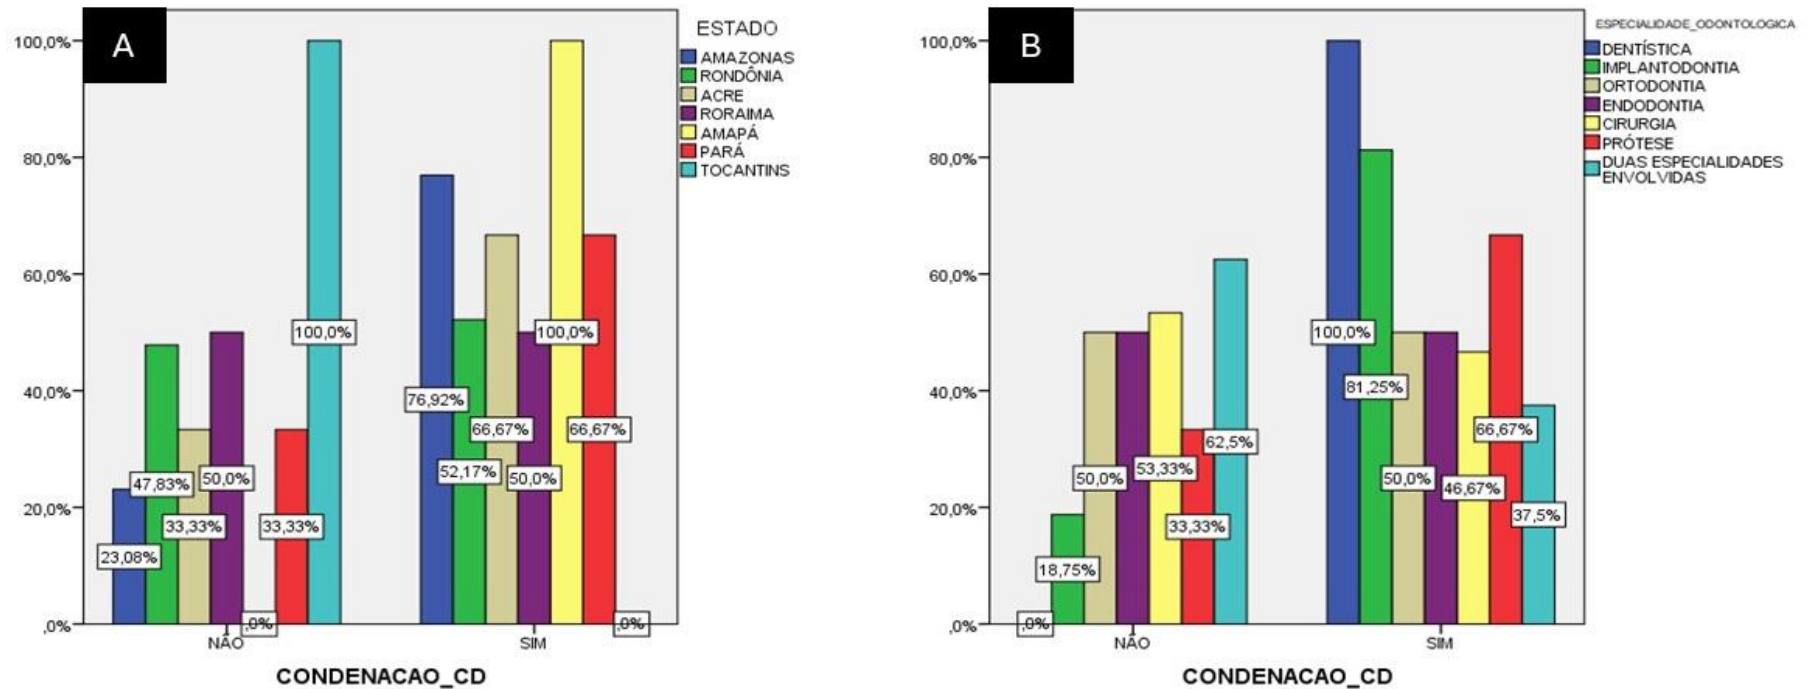 A
ESTADO
AMAZONAS
RONDÔNIA
ACRE
RORAIMA
AMAPÁ
PARÁ
TOCANTINS
100,0%
80,0%
60,0%
40,0%
20,0%
,0%
23,08%
47,83%
33,33%
50,0%
,0%
33,33%
100,0%
76,92%
52,17%
66,67%
50,0%
100,0%
66,67%
,0%
NÃO
SIM
CONDENACAO_CD
B
ESPECIALIDADE_ODONTOLOGICA
DENTÍSTICA
IMPLANTODONTIA
ORTODONTIA
ENDODONTIA
CIRURGIA
PRÓTESE
DUAS ESPECIALIDADES
ENVOLVIDAS
100,0%
80,0%
60,0%
40,0%
20,0%
,0%
,0%
18,75%
50,0%
53,33%
33,33%
62,5%
100,0%
81,25%
50,0%
46,67%
66,67%
37,5%
NÃO
SIM
CONDENACAO_CD